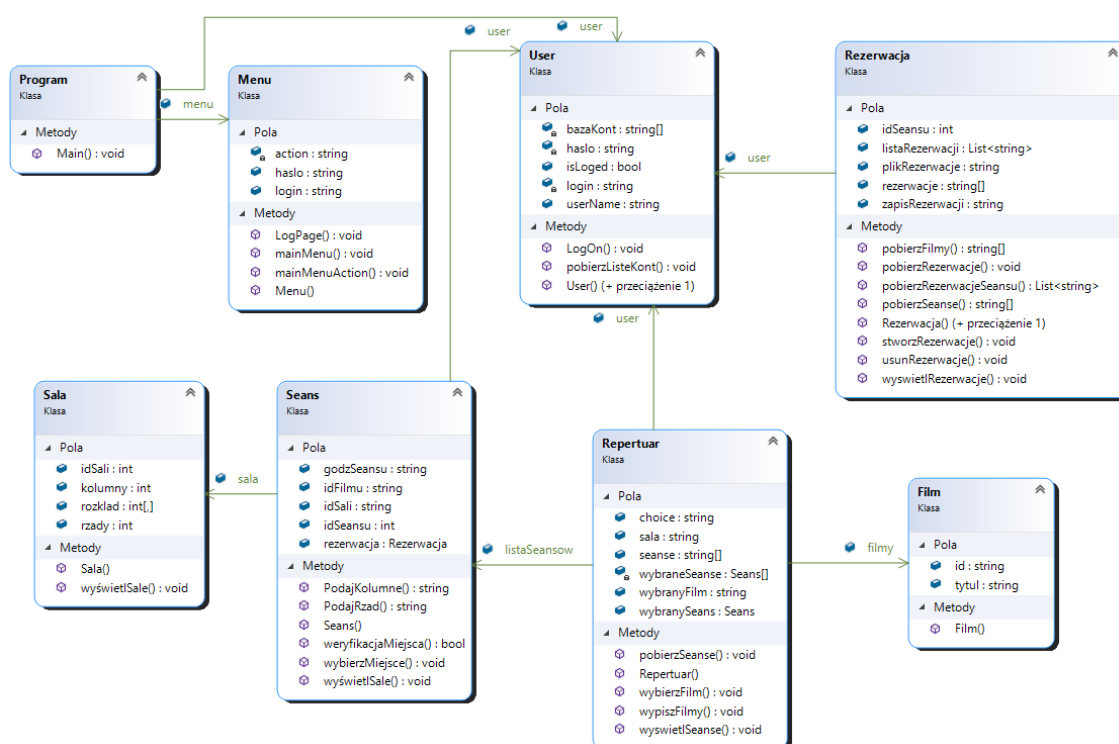 user
user
menu
Program
Klasa
Metody
Main() : void
Menu
Klasa
Pola
action : string
haslo : string
login : string
Metody
LogPage() : void
mainMenu() : void
mainMenuAction() : void
Menu()
User
Klasa
Pola
bazaKont : string[]
haslo : string
isLoged : bool
login : string
userName : string
Metody
LogOn() : void
pobierzListeKont() : void
User() (+ przeciążenie 1)
user
Rezerwacja
Klasa
Pola
idSeansu : int
listaRezerwacji : List<string>
plikRezerwacje : string
rezerwacje : string[]
zapisRezerwacji : string
Metody
pobierzFilmy() : string[]
pobierzRezerwacje() : void
pobierzRezerwacjeSeansu() : List<string>
pobierzSeanse() : string[]
Rezerwacja() (+ przeciążenie 1)
stworzRezerwacje() : void
usunRezerwacje() : void
wyswietlRezerwacje() : void
user
Sala
Klasa
Pola
idSali : int
kolumny : int
rozklad : int[,]
rzady : int
Metody
Sala()
wyświetlSale() : void
sala
Seans
Klasa
Pola
godzSeansu : string
idFilmu : string
idSali : string
idSeansu : int
rezerwacja : Rezerwacja
Metody
PodajKolumne() : string
PodajRzad() : string
Seans()
weryfikacjaMiejsca() : bool
wybierzMiejsce() : void
wyświetlSale() : void
listaSeansow
Repertuar
Klasa
Pola
choice : string
sala : string
seanse : string[]
wybraneSeanse : Seans[]
wybranyFilm : string
wybranySeans : Seans
Metody
pobierzSeanse() : void
Repertuar()
wybierzFilm() : void
wypiszFilmy() : void
wyswietlSeanse() : void
filmy
Film
Klasa
Pola
id : string
tytul : string
Metody
Film()